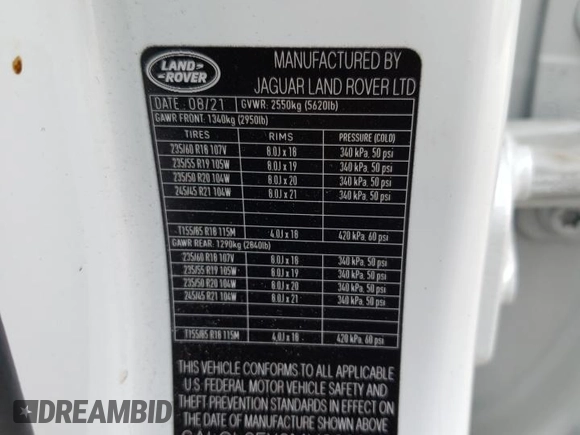 LAND-
-ROVER
MANUFACTURED BY
JAGUAR LAND ROVER LTD
DATE: 08/21 GVWR: 2550kg (5620lb)
GAWR FRONT: 1340kg (2950lb)
TIRES RIMS PRESSURE (COLD)
235/60 R18 107V 8.0J x 18 340 kPa, 50 psi
235/55 R19 105W 8.0J x 19 340 kPa, 50 psi
235/50 R20 104W 8.0J x 20 340 kPa, 50 psi
245/45 R21 104W 8.0J x 21 340 kPa, 50 psi
T155/85 R18 115M 4.0J x 18 420 kPa, 60 psi
GAWR REAR: 1290kg (2840lb)
235/60 R18 107V 8.0J x 18 340 kPa, 50 psi
235/55 R19 105W 8.0J x 19 340 kPa, 50 psi
235/50 R20 104W 8.0J x 20 340 kPa, 50 psi
245/45 R21 104W 8.0J x 21 340 kPa, 50 psi
T155/85 R18 115M 4.0J x 18 420 kPa, 60 psi
THIS VEHICLE CONFORMS TO ALL APPLICABLE
U.S. FEDERAL MOTOR VEHICLE SAFETY AND
THEFT PREVENTION STANDARDS IN EFFECT ON
THE DATE OF MANUFACTURE SHOWN ABOVE
DREAMBID